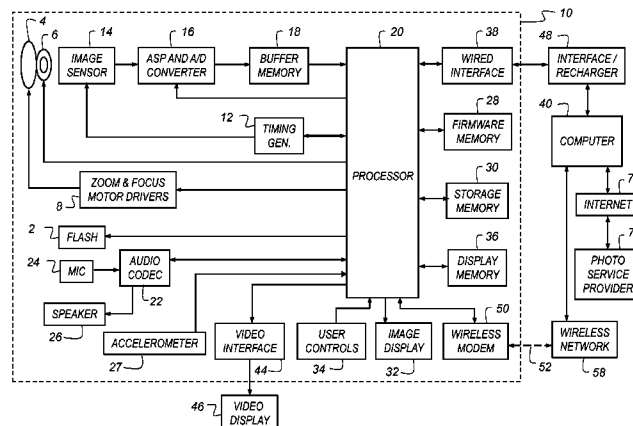 4
6
14
16
18
20
38
10
48
IMAGE
SENSOR
ASP AND A/D
CONVERTER
BUFFER
MEMORY
WIRED
INTERFACE
INTERFACE /
RECHARGER
12
TIMING
GEN.
28
FIRMWARE
MEMORY
40
COMPUTER
PROCESSOR
30
STORAGE
MEMORY
ZOOM & FOCUS
MOTOR DRIVERS
8
7
INTERNET
2
FLASH
36
DISPLAY
MEMORY
7
PHOTO
SERVICE
PROVIDER
24
MIC
AUDIO
CODEC
22
SPEAKER
26
50
ACCELEROMETER
27
VIDEO
INTERFACE
44
USER
CONTROLS
34
IMAGE
DISPLAY
32
WIRELESS
MODEM
52
WIRELESS
NETWORK
58
46
VIDEO
DISPLAY